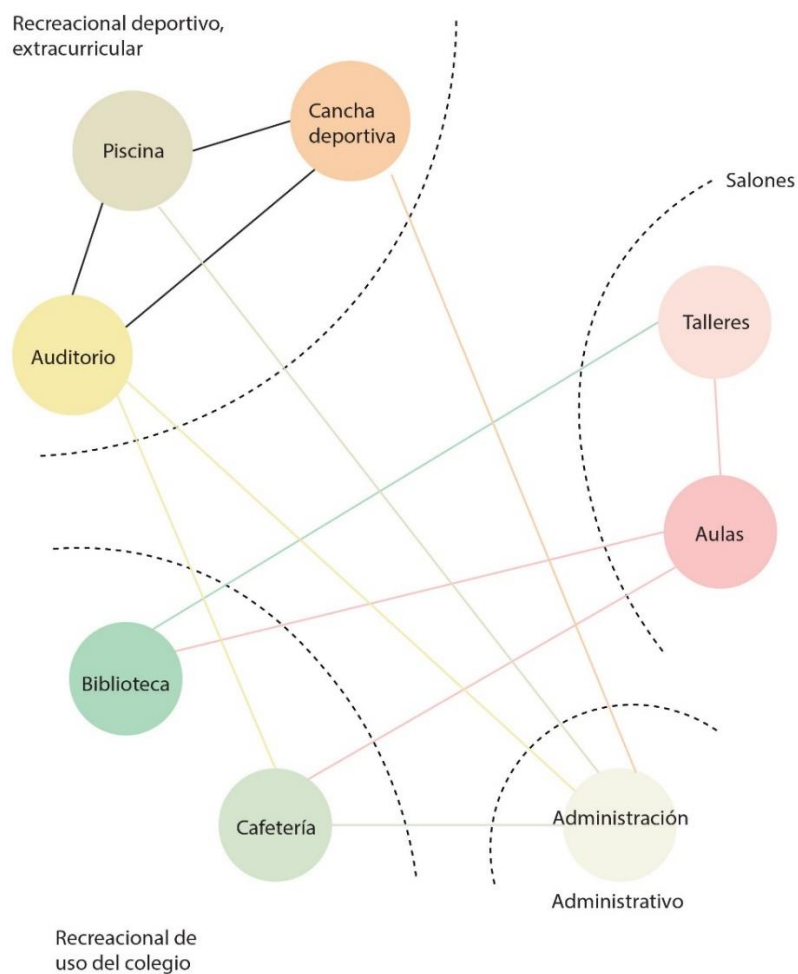 Recreacional deportivo,
extracurricular
Cancha
deportiva
Piscina
Salones
Talleres
Auditorio
Aulas
Biblioteca
Cafetería
Administración
Administrativo
Recreacional de
uso del colegio